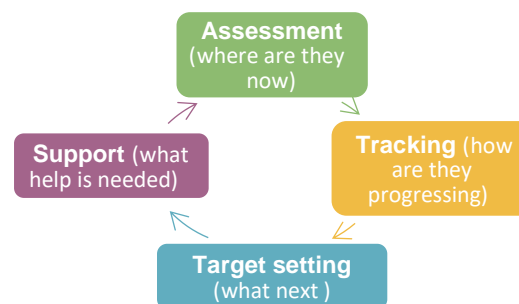 Assessment
(where are they
now)
Tracking (how
are they
progressing)
Target setting
(what next )
Support (what
help is needed)